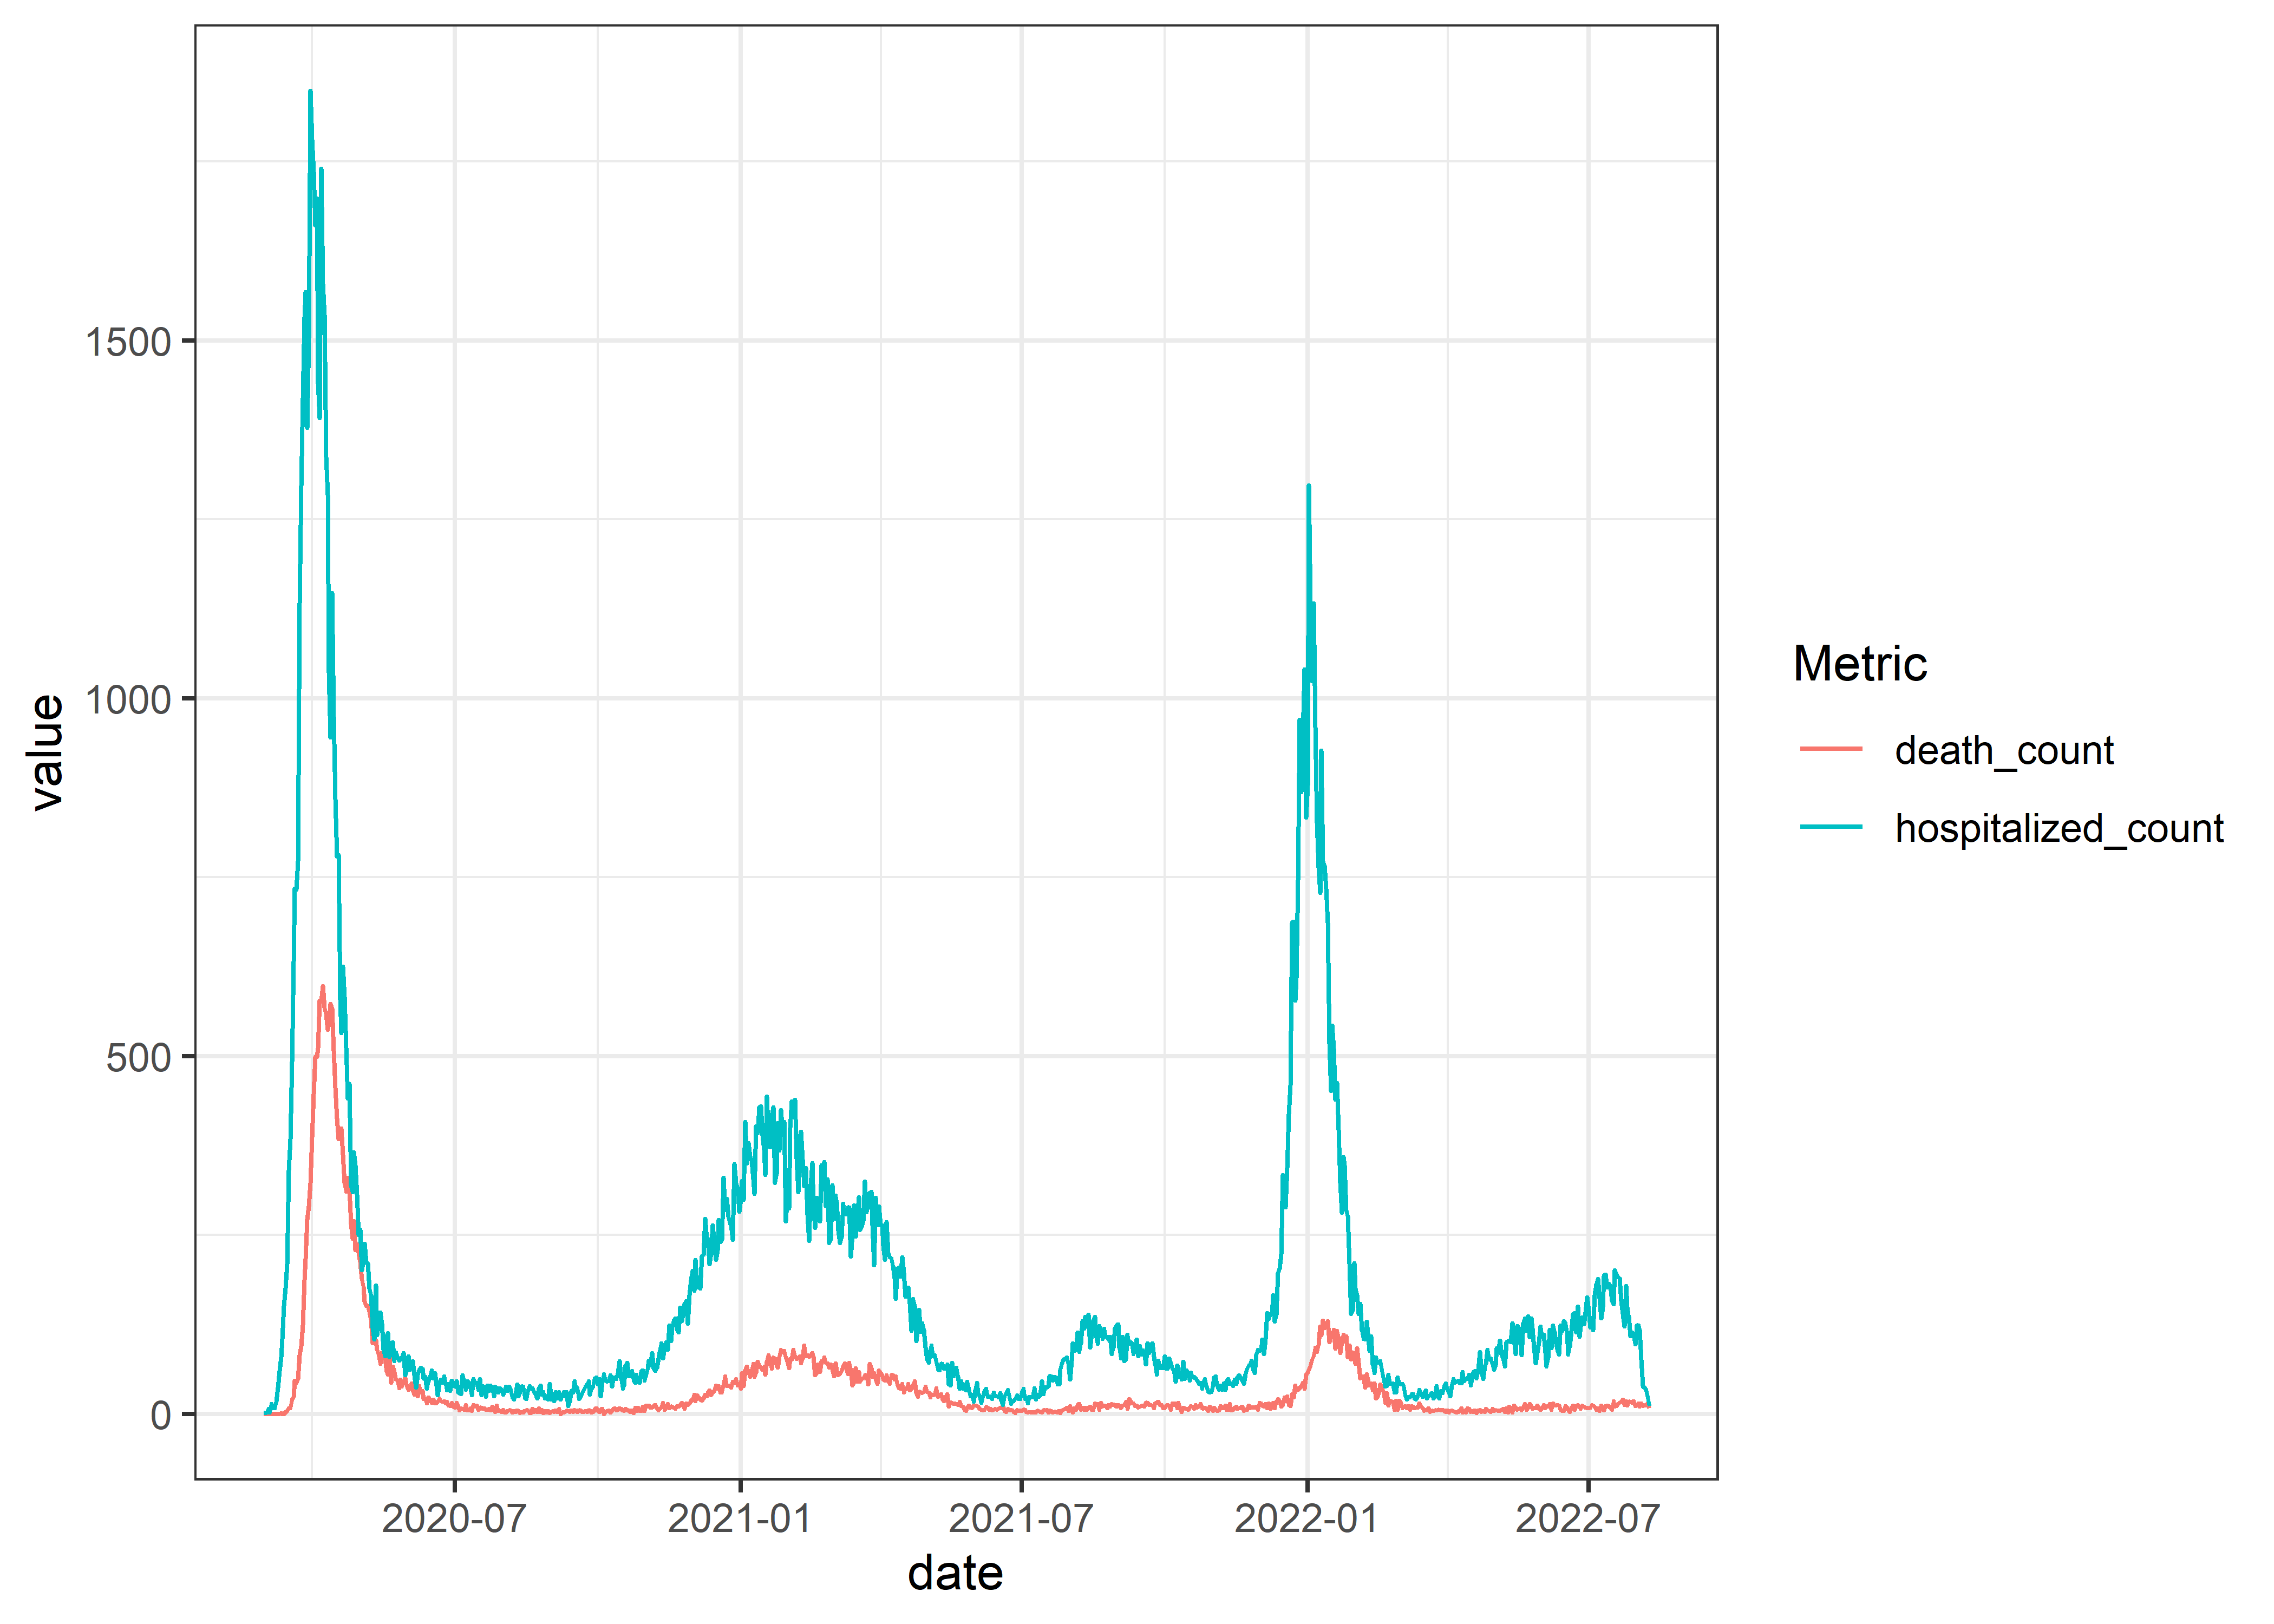 value
1500
1000
500
0
2020-07
2021-01
2021-07
2022-01
2022-07
date
Metric
death_count
hospitalized_count